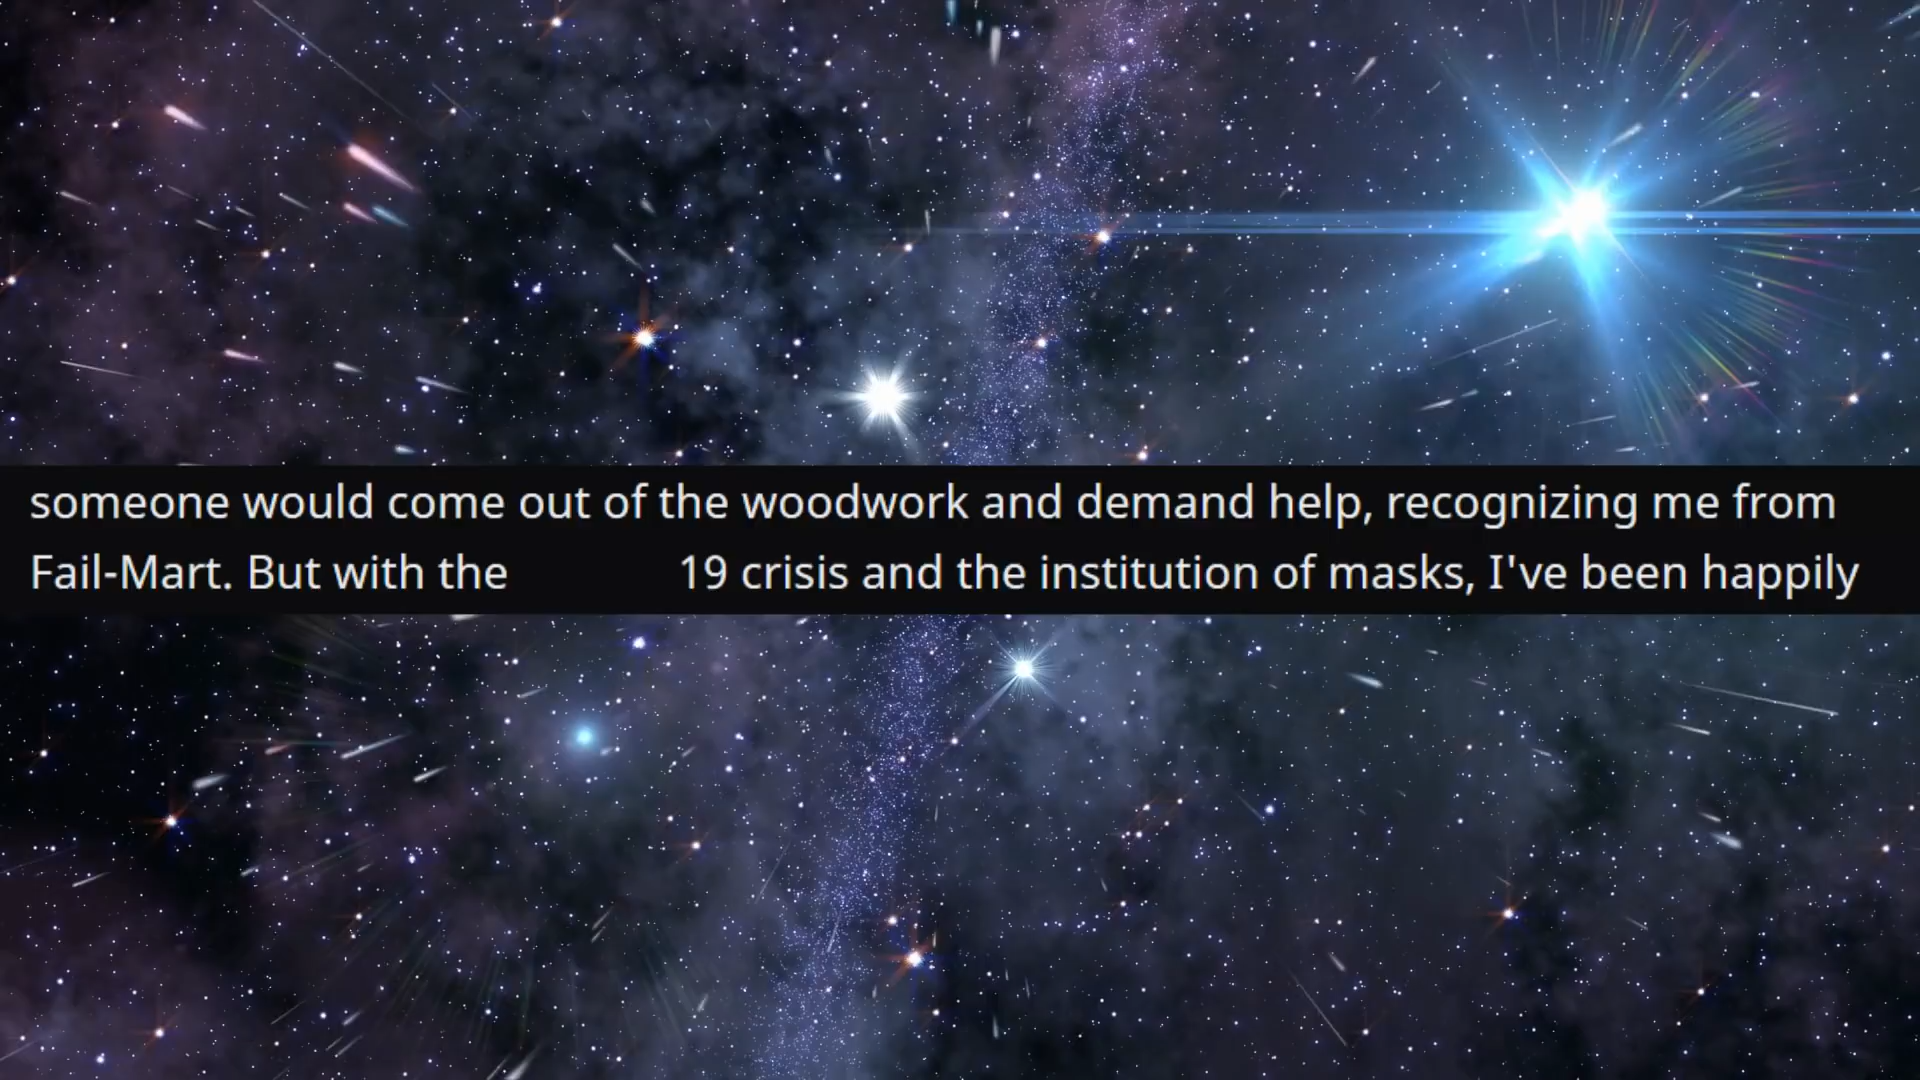 someone would come out of the woodwork and demand help, recognizing me from
Fail-Mart. But with the 19 crisis and the institution of masks, I've been happily